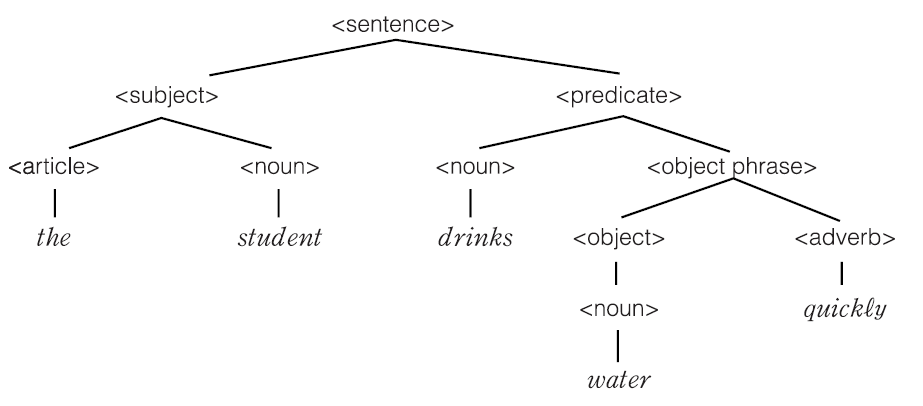 <sentence>
<subject> <predicate>
<article> <noun> <noun> <object phrase>
the student drinks <object> <adverb>
<noun> quickly
water